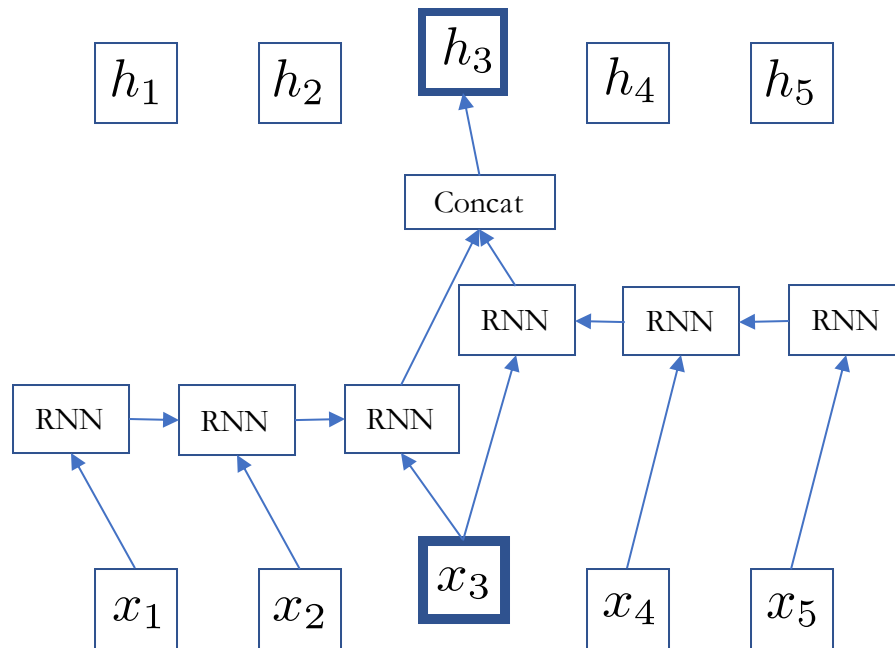 h₁ h₂ h₃ h₄ h₅
Concat
RNN RNN RNN
RNN RNN RNN
x₁ x₂ x₃ x₄ x₅